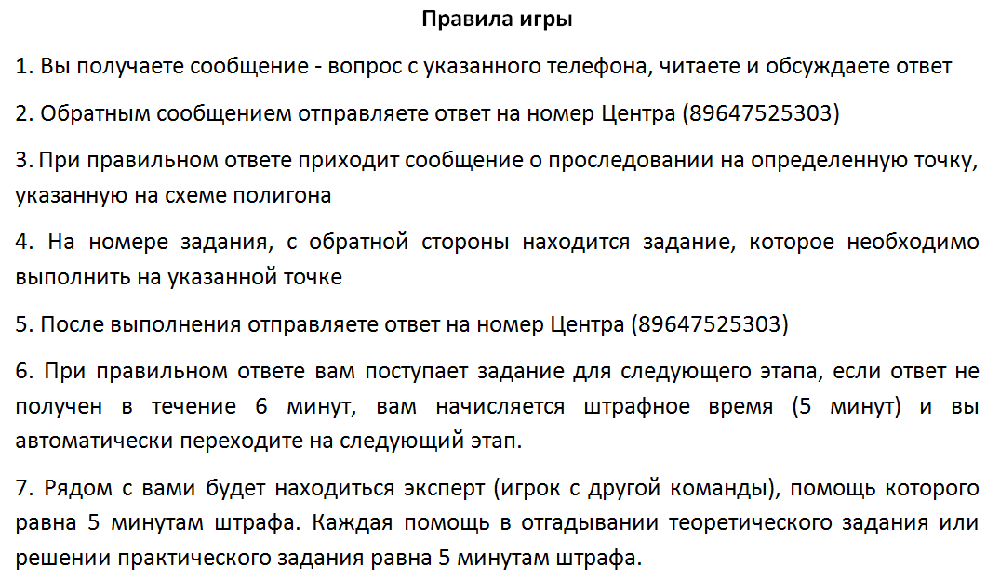 Правила игры
1. Вы получаете сообщение - вопрос с указанного телефона, читаете и обсуждаете ответ
2. Обратным сообщением отправляете ответ на номер Центра (89647525303)
3. При правильном ответе приходит сообщение о проследовании на определенную точку,
указанную на схеме полигона
4. На номере задания, с обратной стороны находится задание, которое необходимо
выполнить на указанной точке
5. После выполнения отправляете ответ на номер Центра (89647525303)
6. При правильном ответе вам поступает задание для следующего этапа, если ответ не
получен в течение 6 минут, вам начисляется штрафное время (5 минут) и вы
автоматически переходите на следующий этап.
7. Рядом с вами будет находиться эксперт (игрок с другой команды), помощь которого
равна 5 минутам штрафа. Каждая помощь в отгадывании теоретического задания или
решении практического задания равна 5 минутам штрафа.